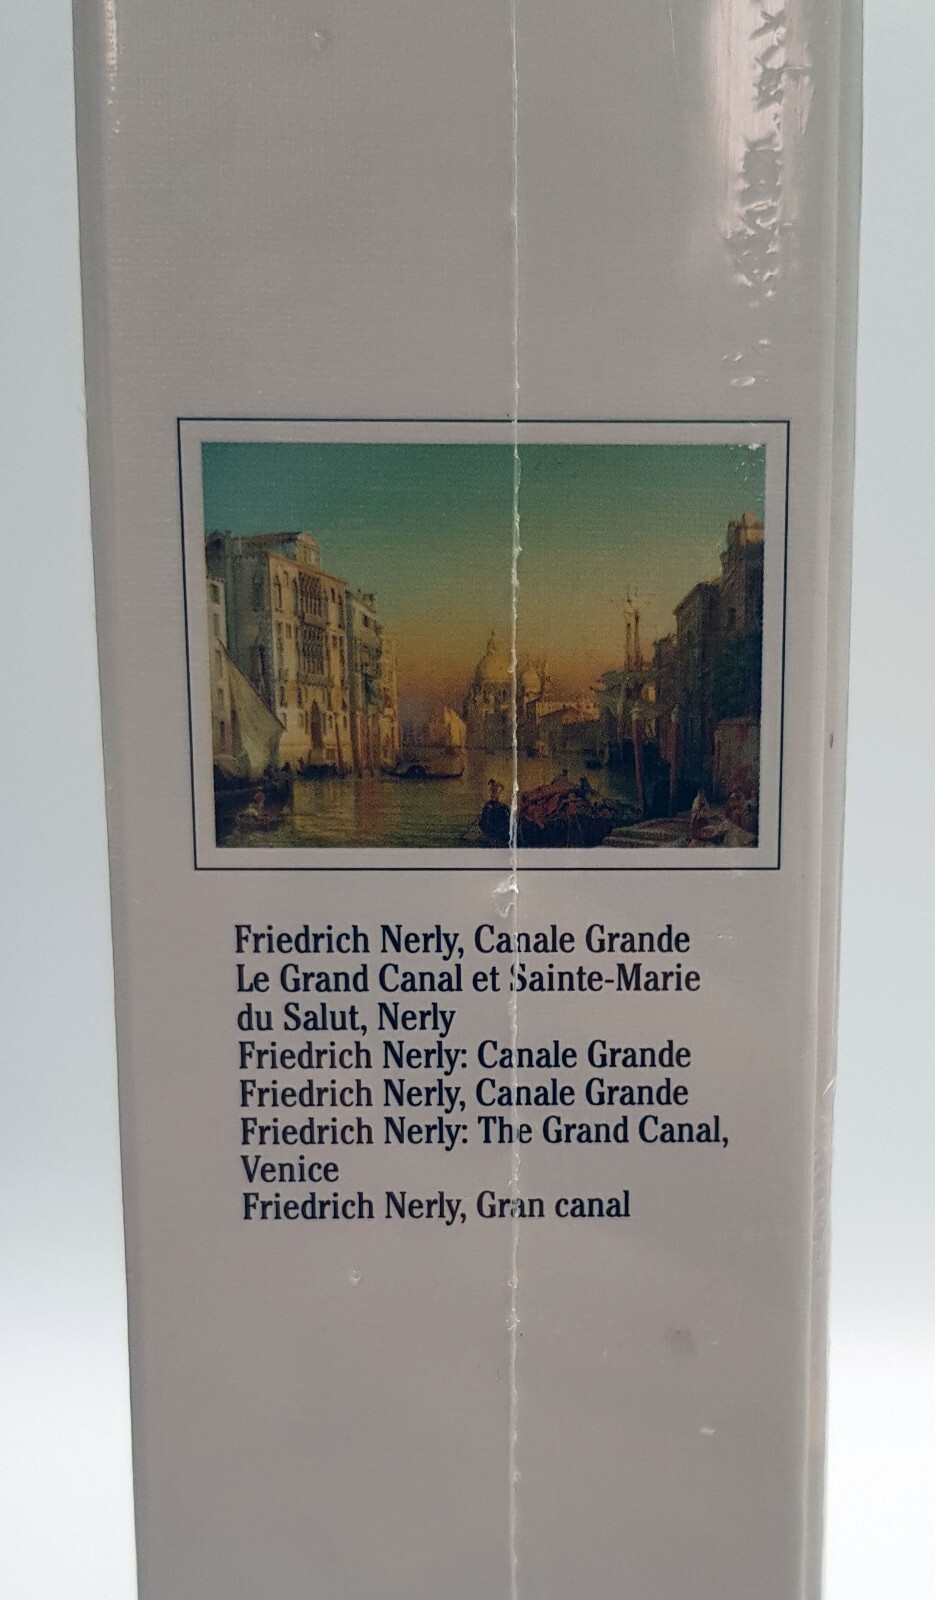 Friedrich Nerly, Canale Grande
Le Grand Canal et Sainte-Marie
du Salut, Nerly
Friedrich Nerly: Canale Grande
Friedrich Nerly, Canale Grande
Friedrich Nerly: The Grand Canal,
Venice
Friedrich Nerly, Gran canal